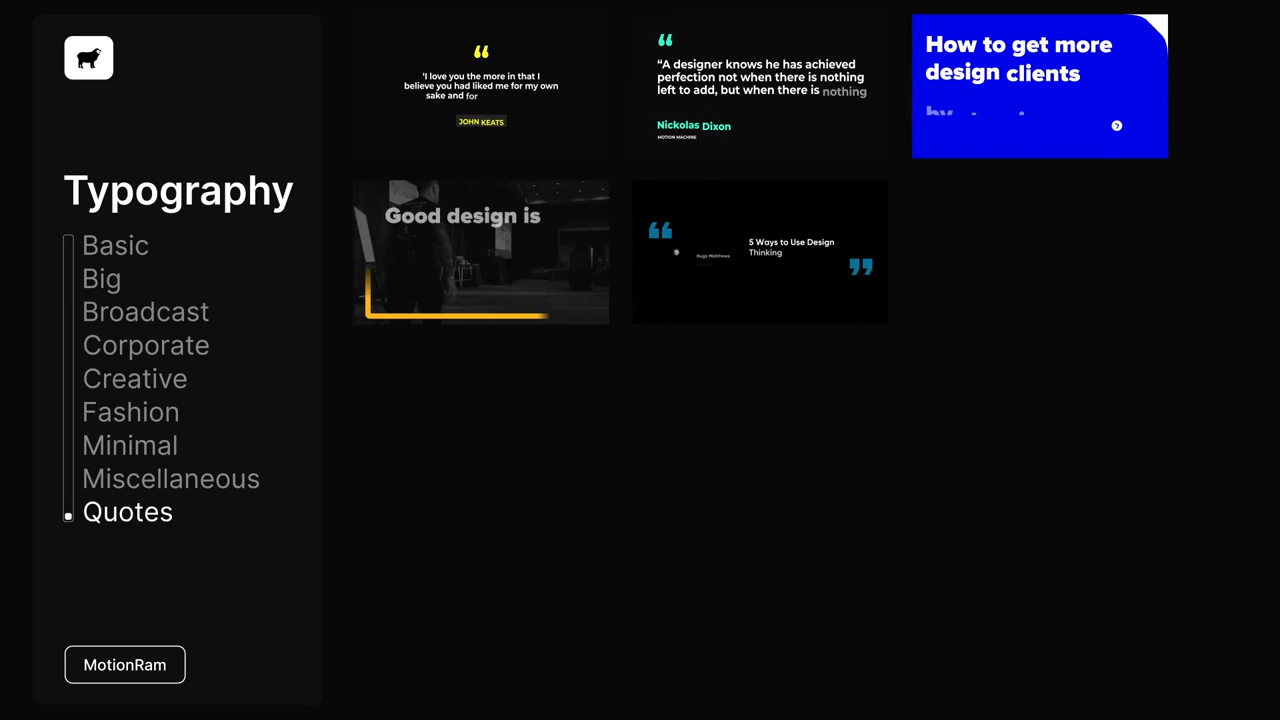 Typography
Basic
Big
Broadcast
Corporate
Creative
Fashion
Minimal
Miscellaneous
Quotes
MotionRam
“
‘I love you the more in that I
believe you had liked me for my own
sake and for
JOHN KEATS
“
“A designer knows he has achieved
perfection not when there is nothing
left to add, but when there is nothing
Nickolas Dixon
MOTION MACHINE
How to get more
design clients
Good design is
“
Hugo Matthews
5 Ways to Use Design
Thinking
”